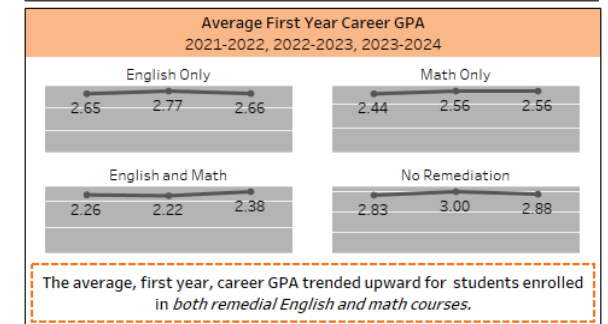 Average First Year Career GPA
2021-2022, 2022-2023, 2023-2024
English Only
2.65 2.77 2.66
Math Only
2.44 2.56 2.56
English and Math
2.26 2.22 2.38
No Remediation
2.83 3.00 2.88
The average, first year, career GPA trended upward for students enrolled
in both remedial English and math courses.